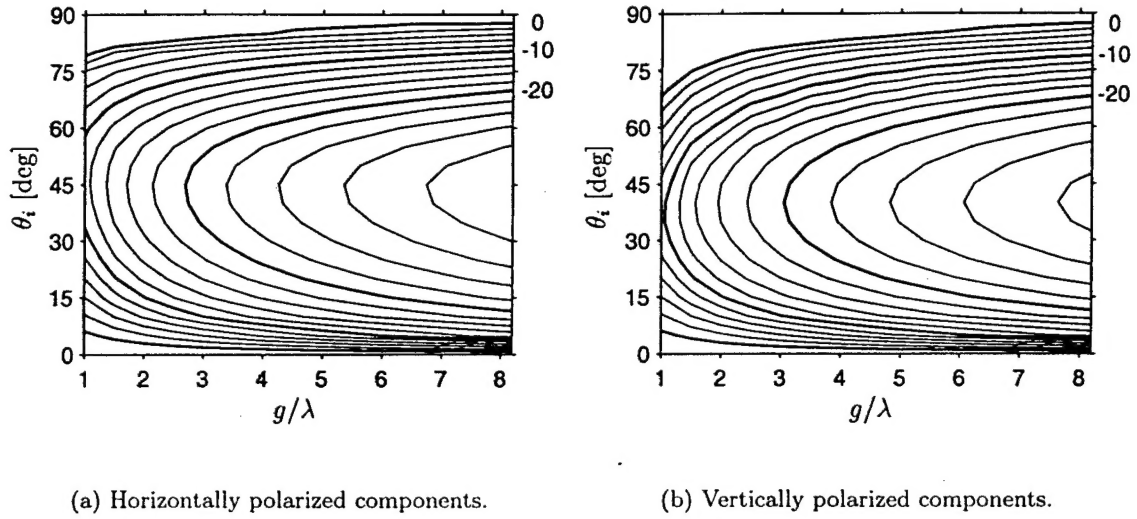 90
75
60
45
30
15
0
θᵢ [deg]
1 2 3 4 5 6 7 8
g/λ
0
-10
-20
90
75
60
45
30
15
0
θᵢ [deg]
1 2 3 4 5 6 7 8
g/λ
0
-10
-20
(a) Horizontally polarized components.
(b) Vertically polarized components.